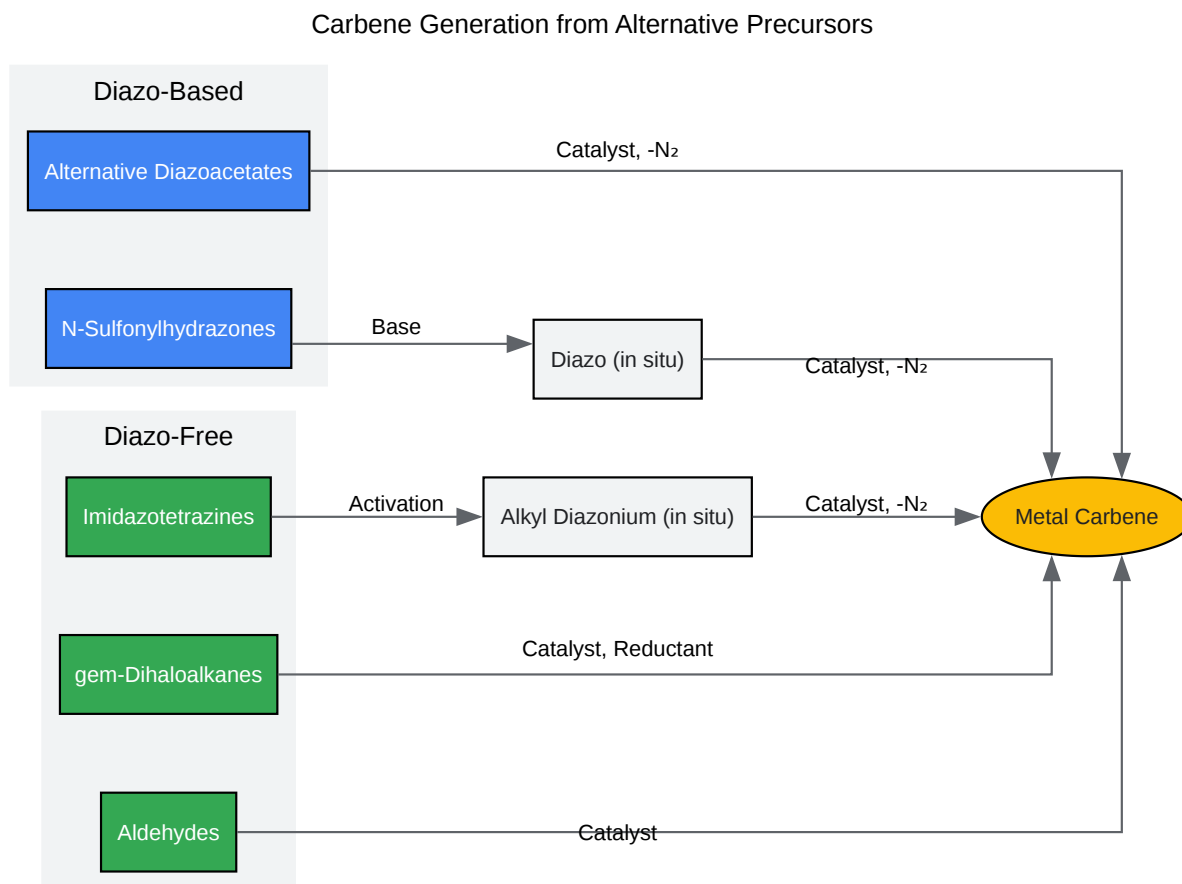 Carbene Generation from Alternative Precursors
Diazo-Based
Alternative Diazoacetates
Catalyst, -N₂
N-Sulfonylhydrazones
Base
Diazo (in situ)
Catalyst, -N₂
Diazo-Free
Imidazotetrazines
Activation
Alkyl Diazonium (in situ)
Catalyst, -N₂
Metal Carbene
gem-Dihaloalkanes
Catalyst, Reductant
Aldehydes
Catalyst